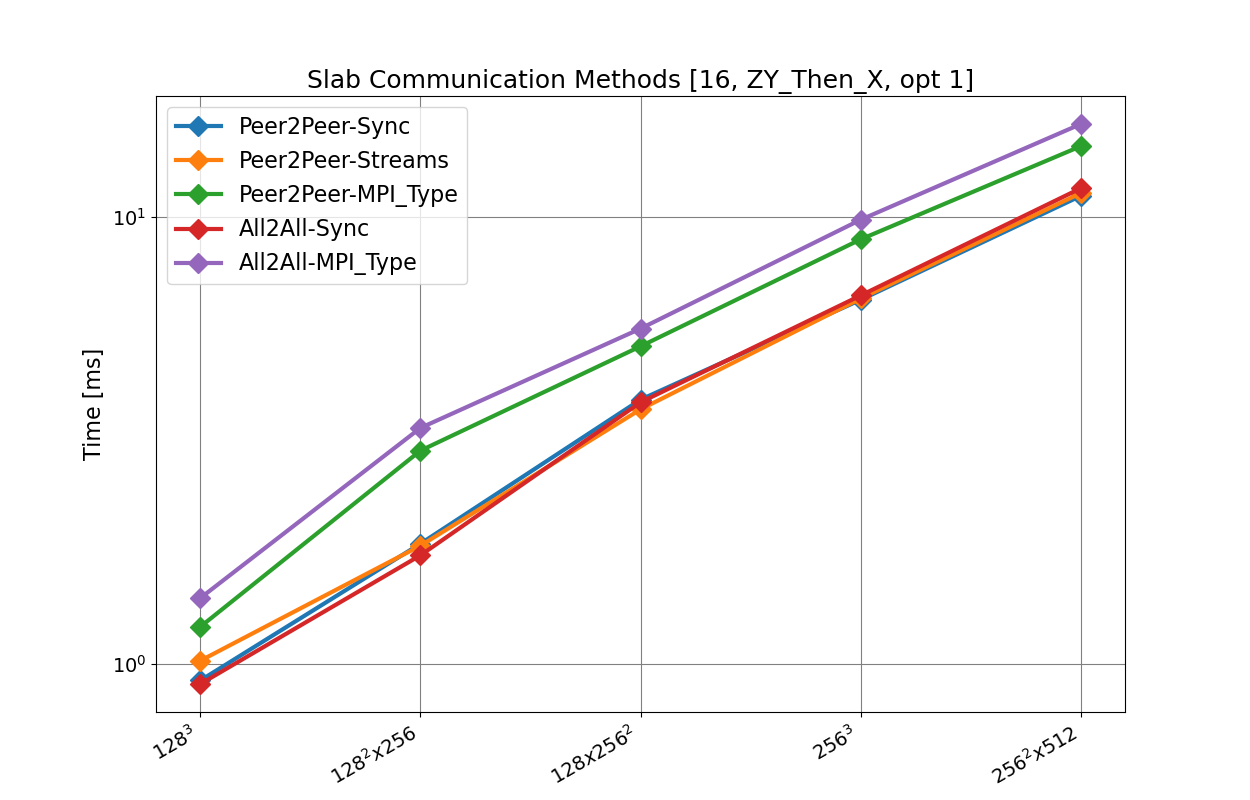 Slab Communication Methods [16, ZY_Then_X, opt 1]
Peer2Peer-Sync
Peer2Peer-Streams
Peer2Peer-MPI_Type
All2All-Sync
All2All-MPI_Type
10¹
10⁰
Time [ms]
128³
128²x256
128x256²
256³
256²x512